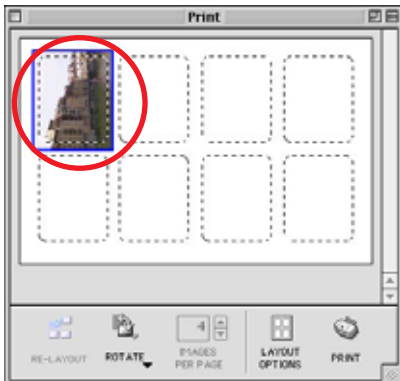 Print
4
RE-LAYOUT
ROTATE
IMAGES
PER PAGE
LAYOUT
OPTIONS
PRINT